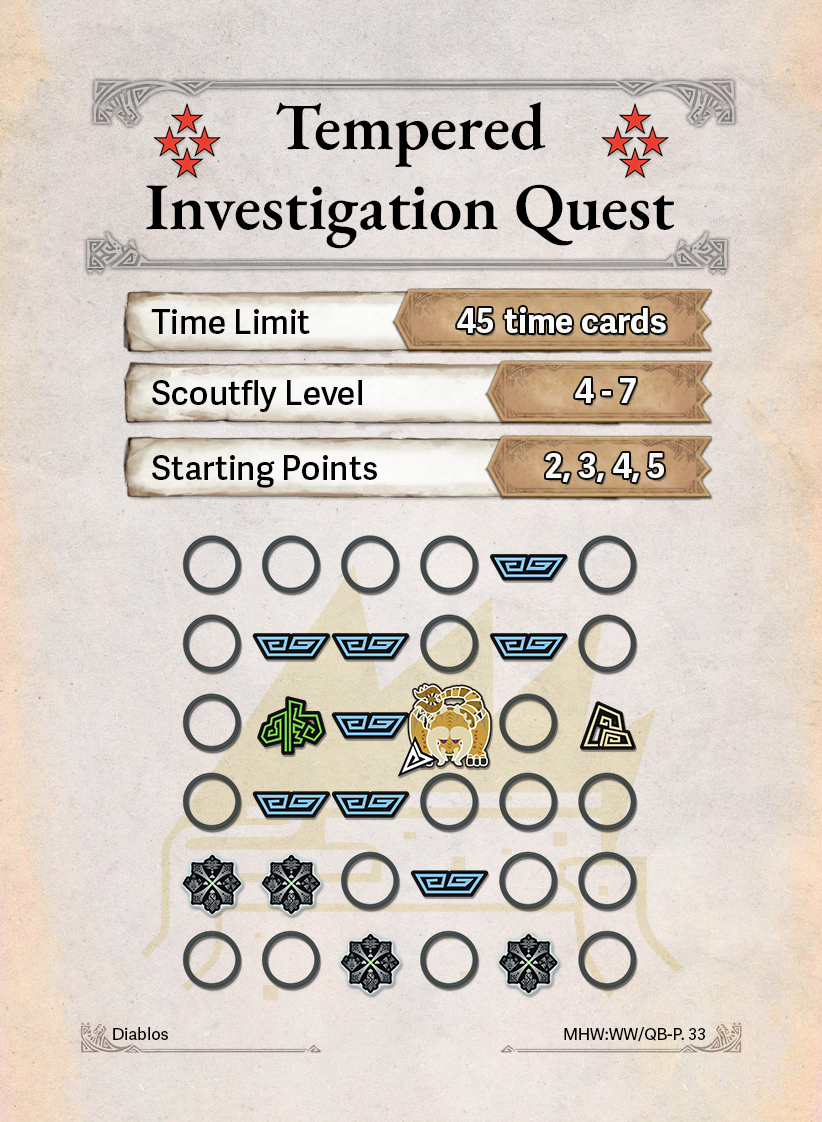 Tempered
Investigation Quest
Time Limit 45 time cards
Scoutfly Level 4 - 7
Starting Points 2, 3, 4, 5
Diablos MHW:WW/QB-P. 33